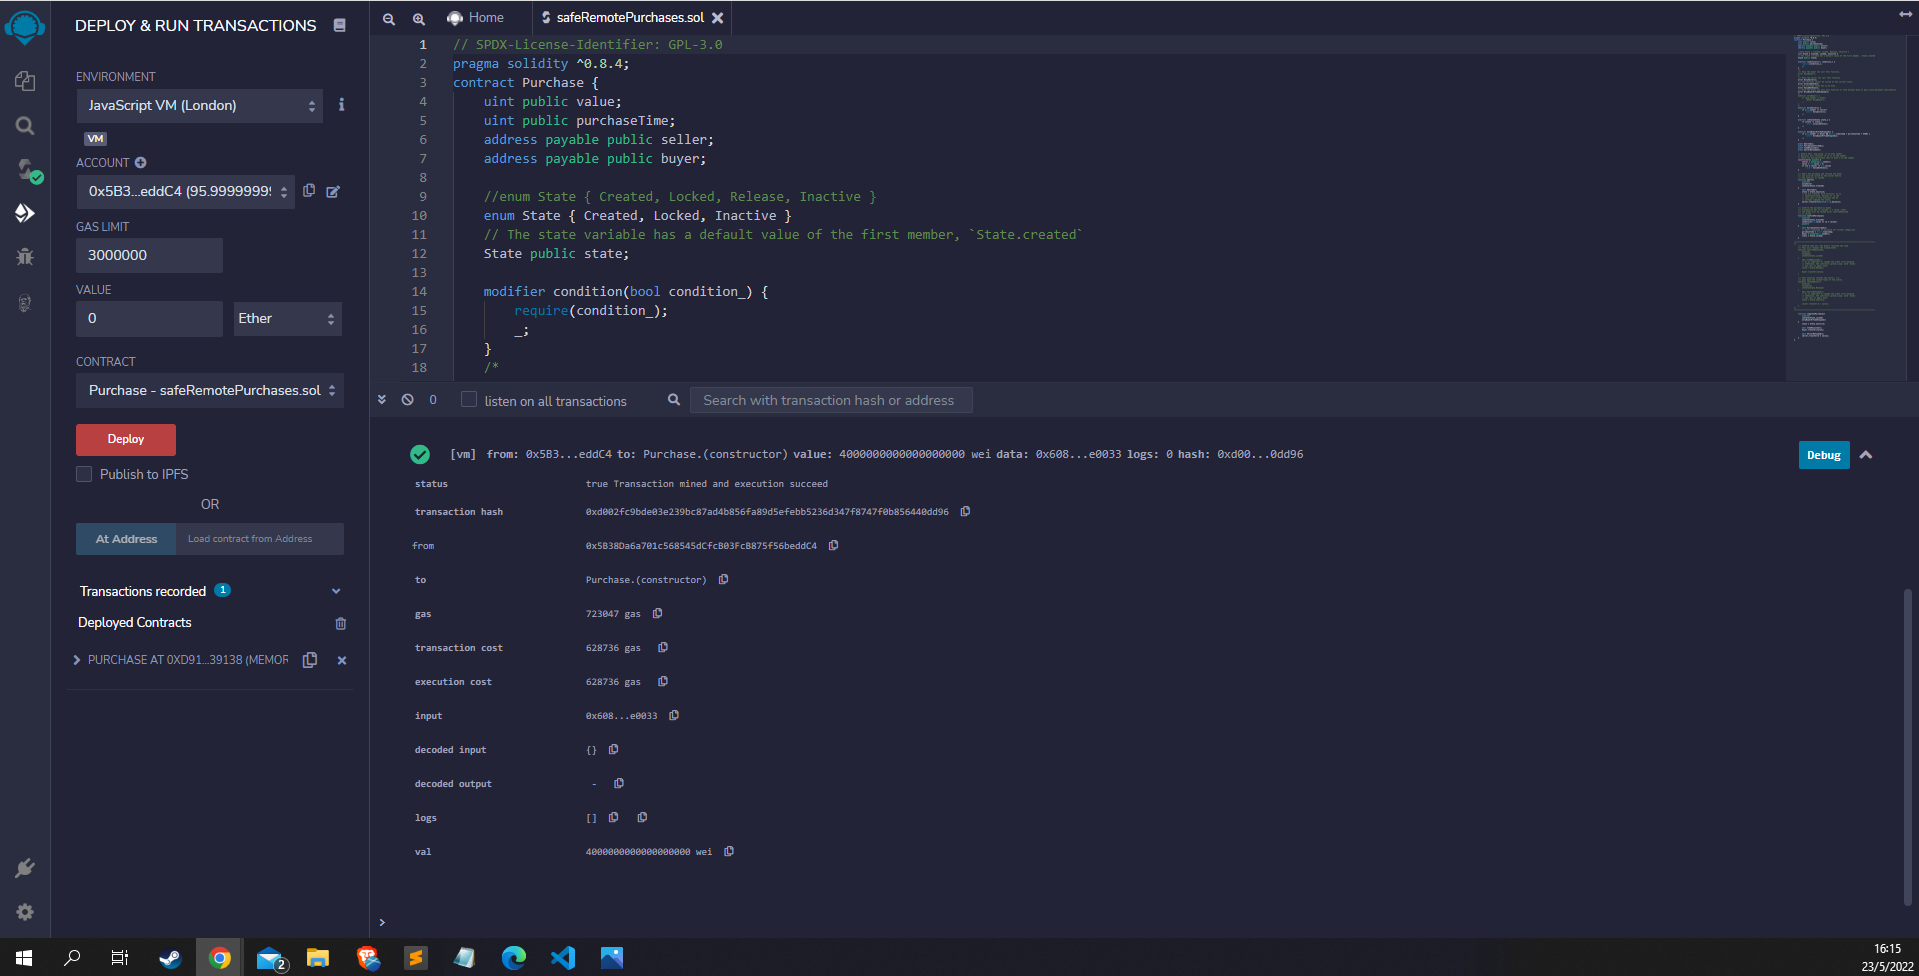 DEPLOY & RUN TRANSACTIONS
ENVIRONMENT
JavaScript VM (London)
VM
ACCOUNT
0x5B3...eddC4 (95.99999999
GAS LIMIT
3000000
VALUE
0
Ether
CONTRACT
Purchase - safeRemotePurchases.sol
Deploy
Publish to IPFS
OR
At Address
Load contract from Address
Transactions recorded 1
Deployed Contracts
PURCHASE AT 0XD91...39138 (MEMOR
Home
safeRemotePurchases.sol
1 // SPDX-License-Identifier: GPL-3.0
2 pragma solidity ^0.8.4;
3 contract Purchase {
4 uint public value;
5 uint public purchaseTime;
6 address payable public seller;
7 address payable public buyer;
8
9 //enum State { Created, Locked, Release, Inactive }
10 enum State { Created, Locked, Inactive }
11 // The state variable has a default value of the first member, `State.created`
12 State public state;
13
14 modifier condition(bool condition_) {
15 require(condition_);
16 _;
17 }
18 /*
0
listen on all transactions
Search with transaction hash or address
[vm] from: 0x5B3...eddC4 to: Purchase.(constructor) value: 4000000000000000000 wei data: 0x608...e0033 logs: 0 hash: 0xd00...0dd96
Debug
status true Transaction mined and execution succeed
transaction hash 0xd002fc9bde03e239bc87ad4b856fa89d5efebb5236d347f8747f0b856440dd96
from 0x5B38Da6a701c568545dCfcB03FcB875f56beddC4
to Purchase.(constructor)
gas 723047 gas
transaction cost 628736 gas
execution cost 628736 gas
input 0x608...e0033
decoded input {}
decoded output -
logs []
val 4000000000000000000 wei
>
2
16:15
23/5/2022